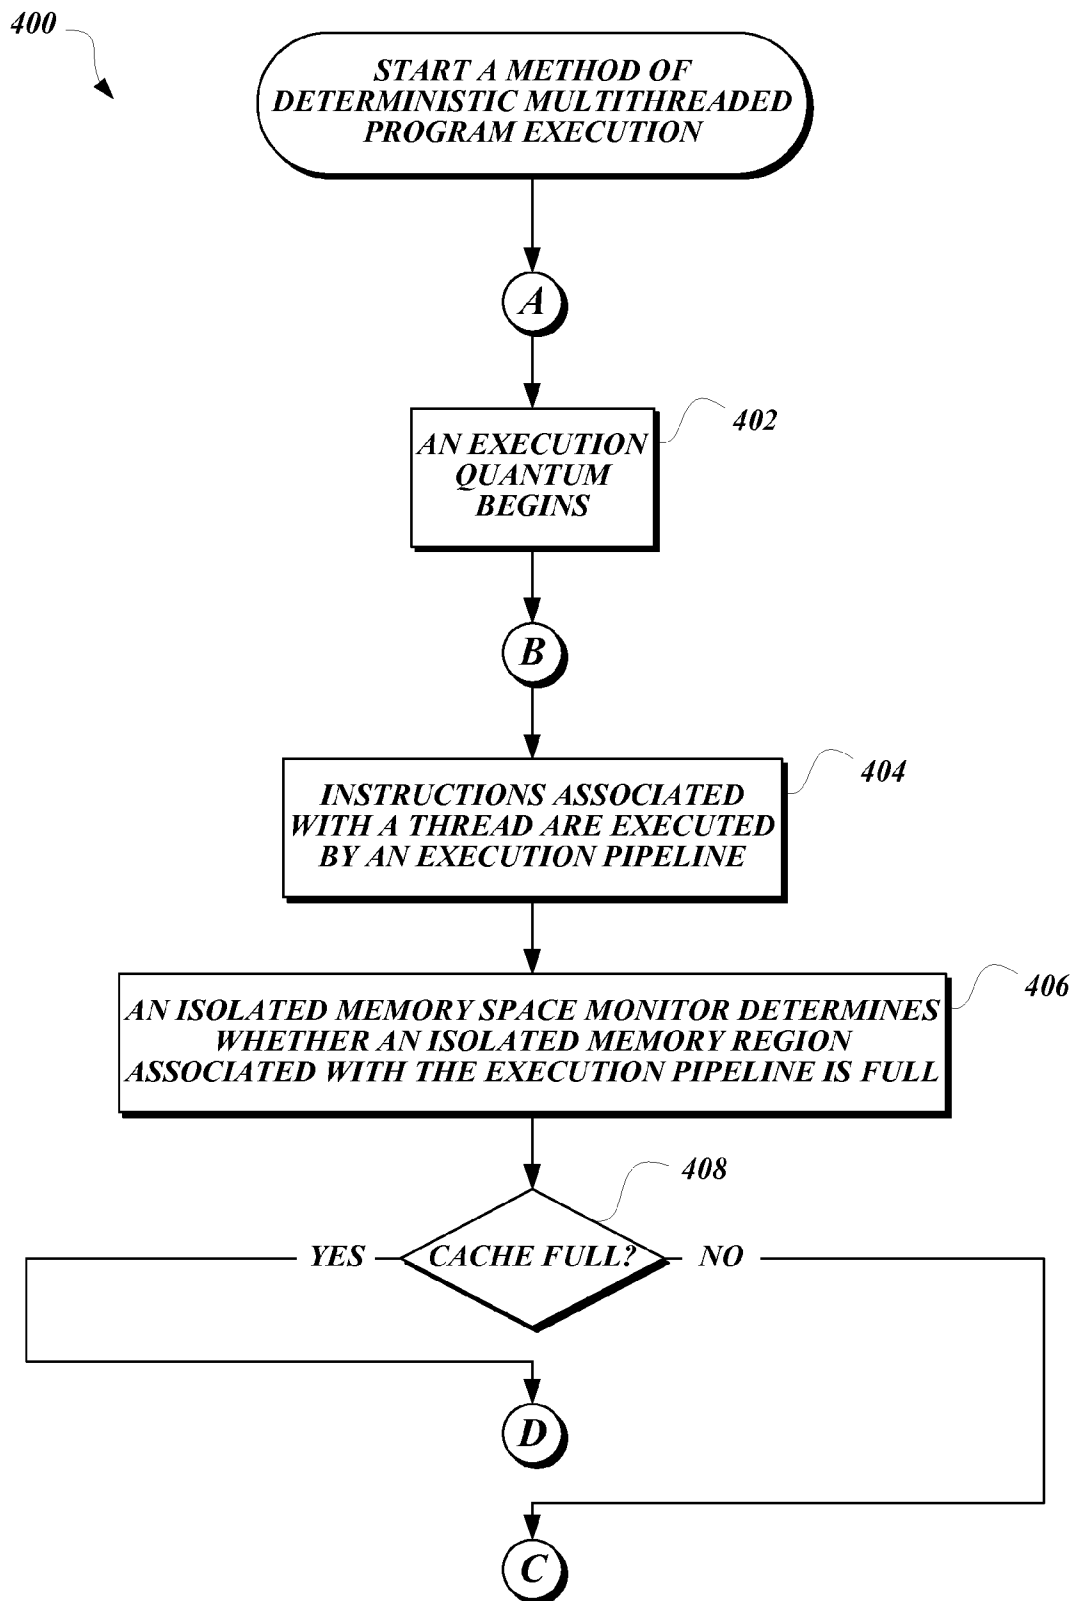 400
START A METHOD OF
DETERMINISTIC MULTITHREADED
PROGRAM EXECUTION
A
402
AN EXECUTION
QUANTUM
BEGINS
B
404
INSTRUCTIONS ASSOCIATED
WITH A THREAD ARE EXECUTED
BY AN EXECUTION PIPELINE
406
AN ISOLATED MEMORY SPACE MONITOR DETERMINES
WHETHER AN ISOLATED MEMORY REGION
ASSOCIATED WITH THE EXECUTION PIPELINE IS FULL
408
YES
CACHE FULL?
NO
D
C